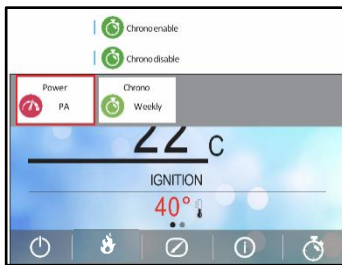 Chrono enable
Chrono disable
Power Chrono
PA Weekly
22 C
IGNITION
40°